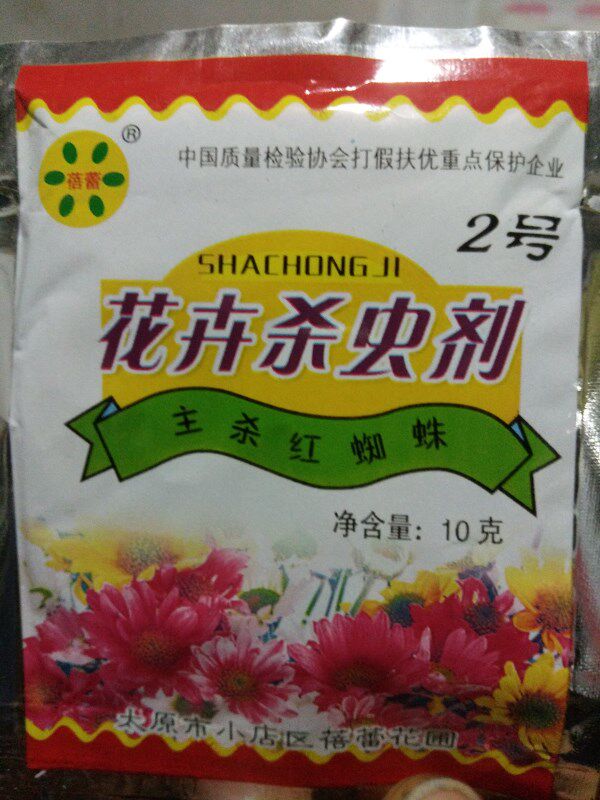 蓓蕾
®
中国质量检验协会打假扶优重点保护企业
2号
SHACHONGJI
花卉杀虫剂
主杀红蜘蛛
净含量：10克
太原市小店区蓓蕾花圃